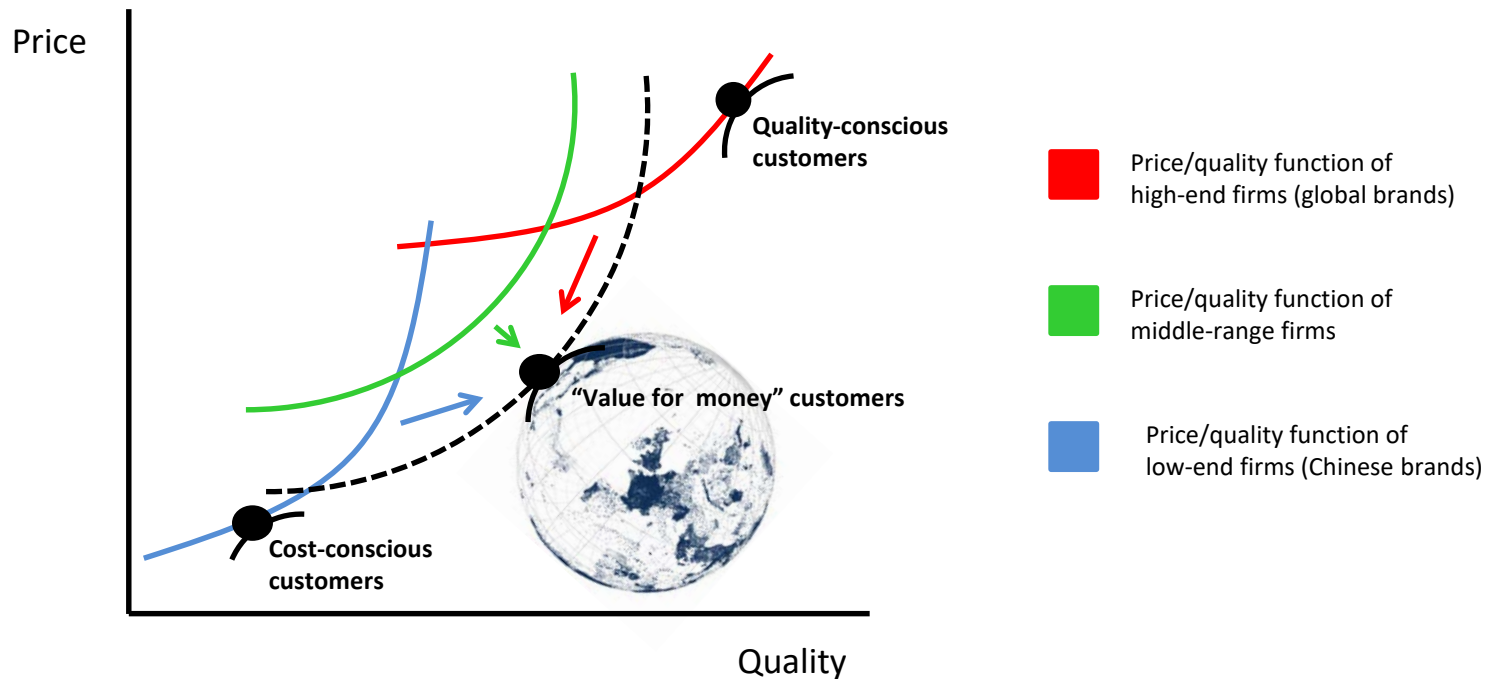 Price
Quality-conscious
customers
Price/quality function of
high-end firms (global brands)
Price/quality function of
middle-range firms
“Value for  money” customers
Price/quality function of
low-end firms (Chinese brands)
Cost-conscious
customers
Quality